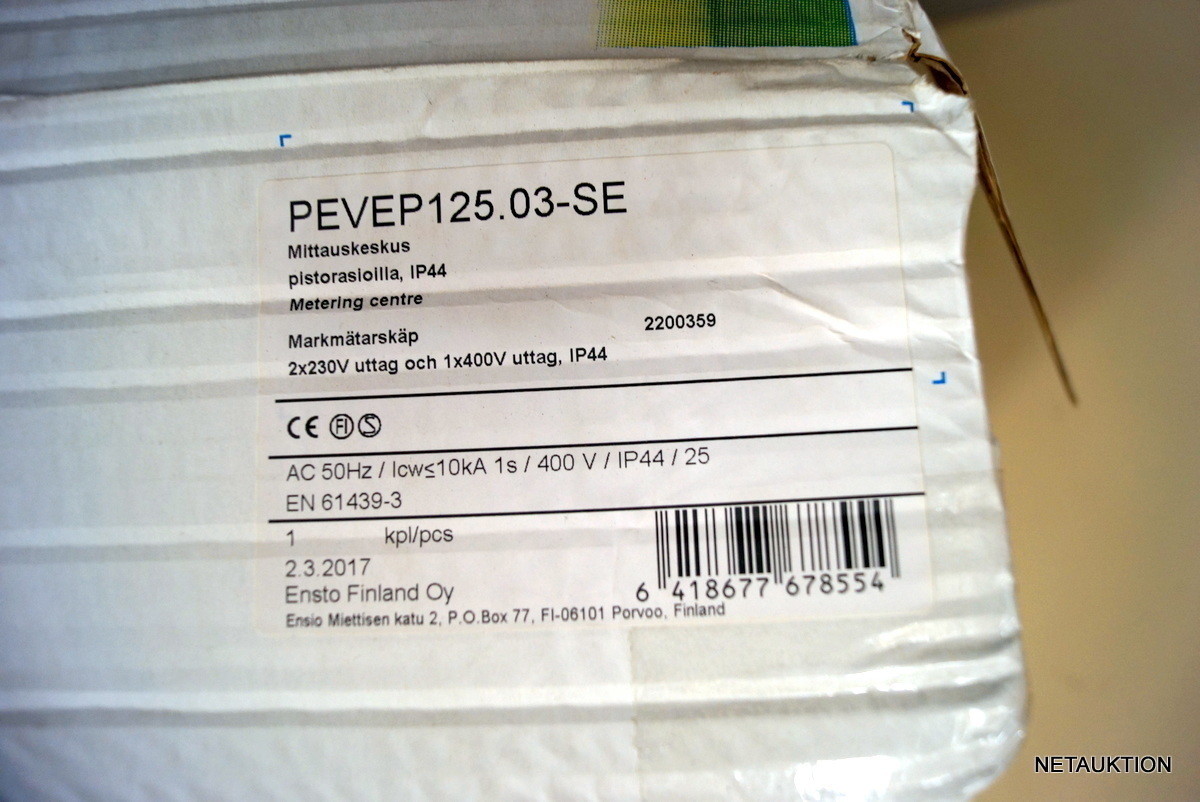 PEVEP125.03-SE
Mittauskeskus
pistorasioilla, IP44
Metering centre
Markmätarskåp 2200359
2x230V uttag och 1x400V uttag, IP44
CE FI S
AC 50Hz / Icw≤10kA 1s / 400 V / IP44 / 25
EN 61439-3
1 kpl/pcs
2.3.2017
Ensto Finland Oy
6 418677 678554
Ensio Miettisen katu 2, P.O.Box 77, FI-06101 Porvoo, Finland
NETAUKTION